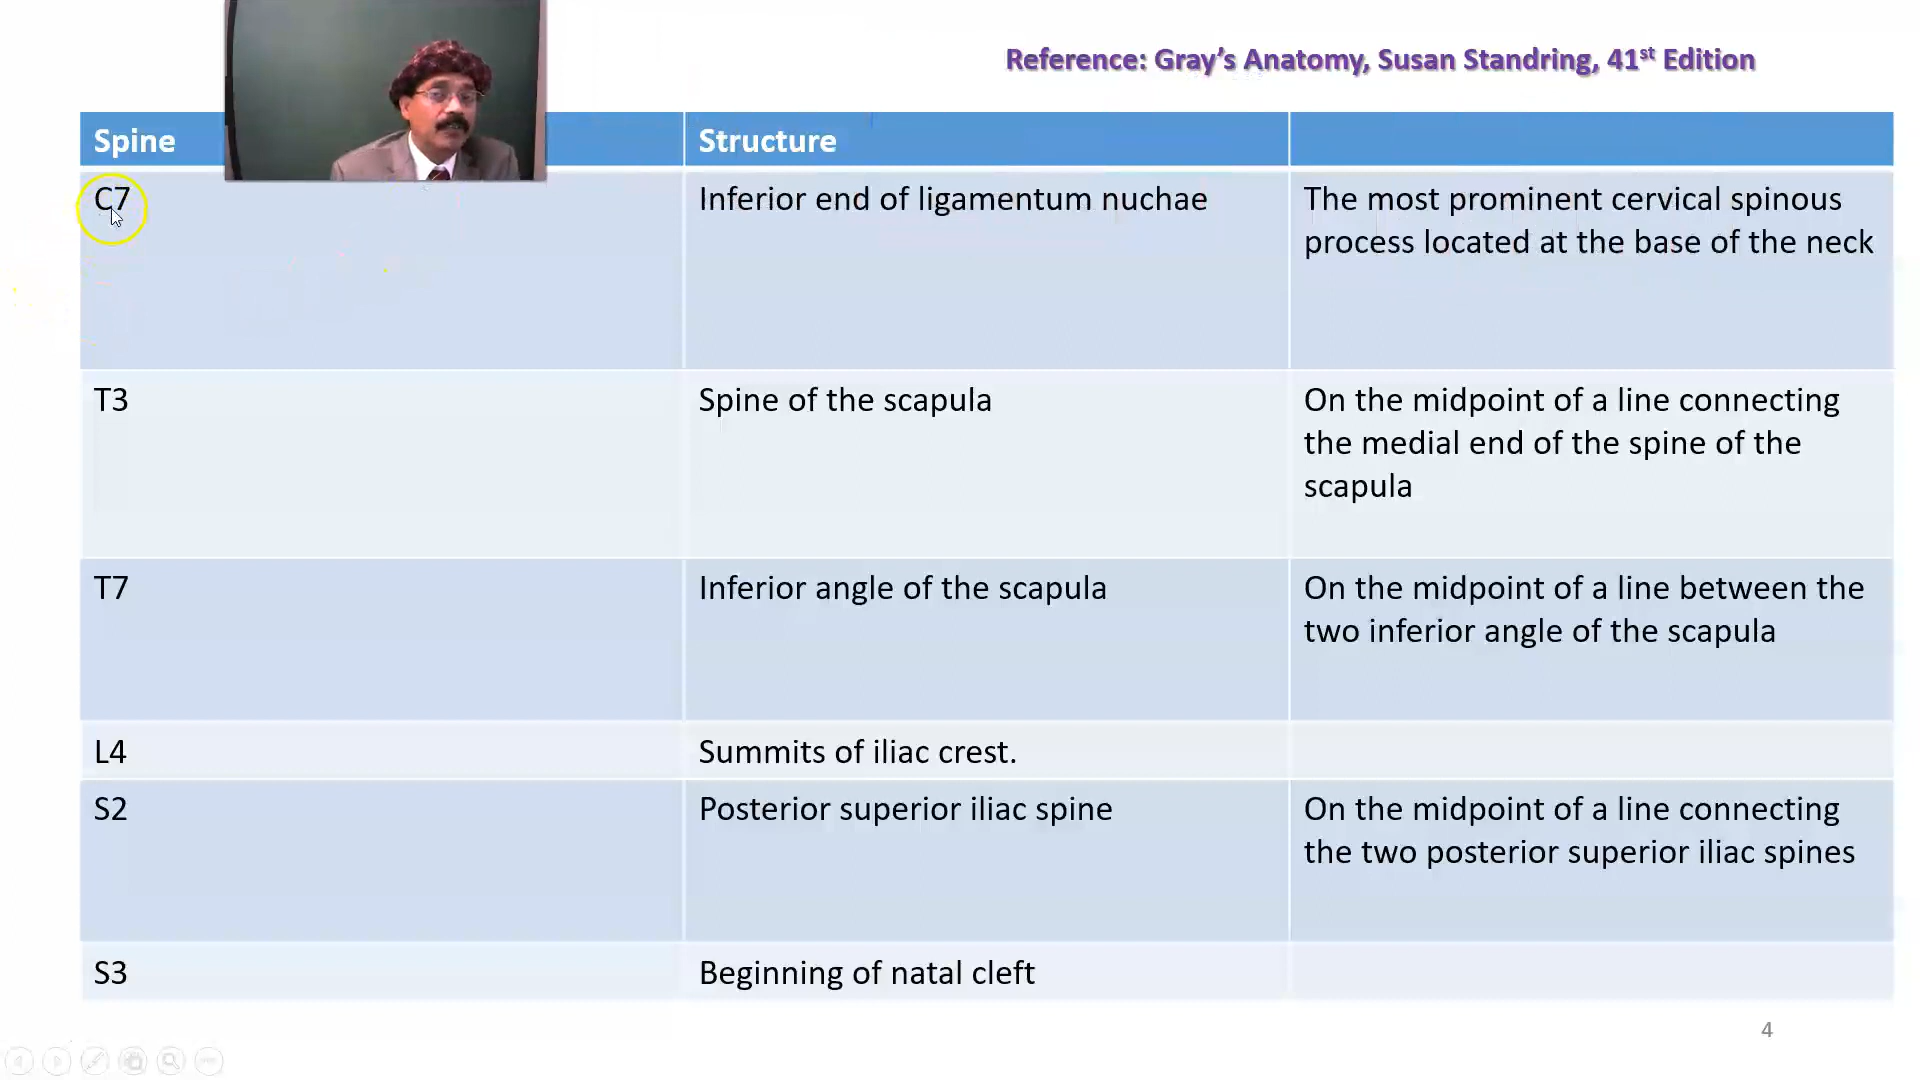 Reference: Gray's Anatomy, Susan Standring, 41st Edition
Spine
Structure
C7
Inferior end of ligamentum nuchae
The most prominent cervical spinous
process located at the base of the neck
T3
Spine of the scapula
On the midpoint of a line connecting
the medial end of the spine of the
scapula
T7
Inferior angle of the scapula
On the midpoint of a line between the
two inferior angle of the scapula
L4
Summits of iliac crest.
S2
Posterior superior iliac spine
On the midpoint of a line connecting
the two posterior superior iliac spines
S3
Beginning of natal cleft
4